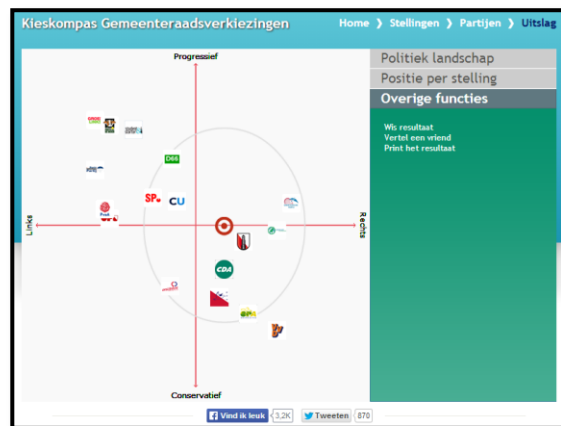 Kieskompas Gemeenteraadsverkiezingen
Home ❯ Stellingen ❯ Partijen ❯ Uitslag
Progressief
Politiek landschap
Positie per stelling
Overige functies
Wis resultaat
Vertel een vriend
Print het resultaat
D66
SP
CU
Links
Rechts
CDA
Conservatief
Vind ik leuk 3,2K
Tweeten 870